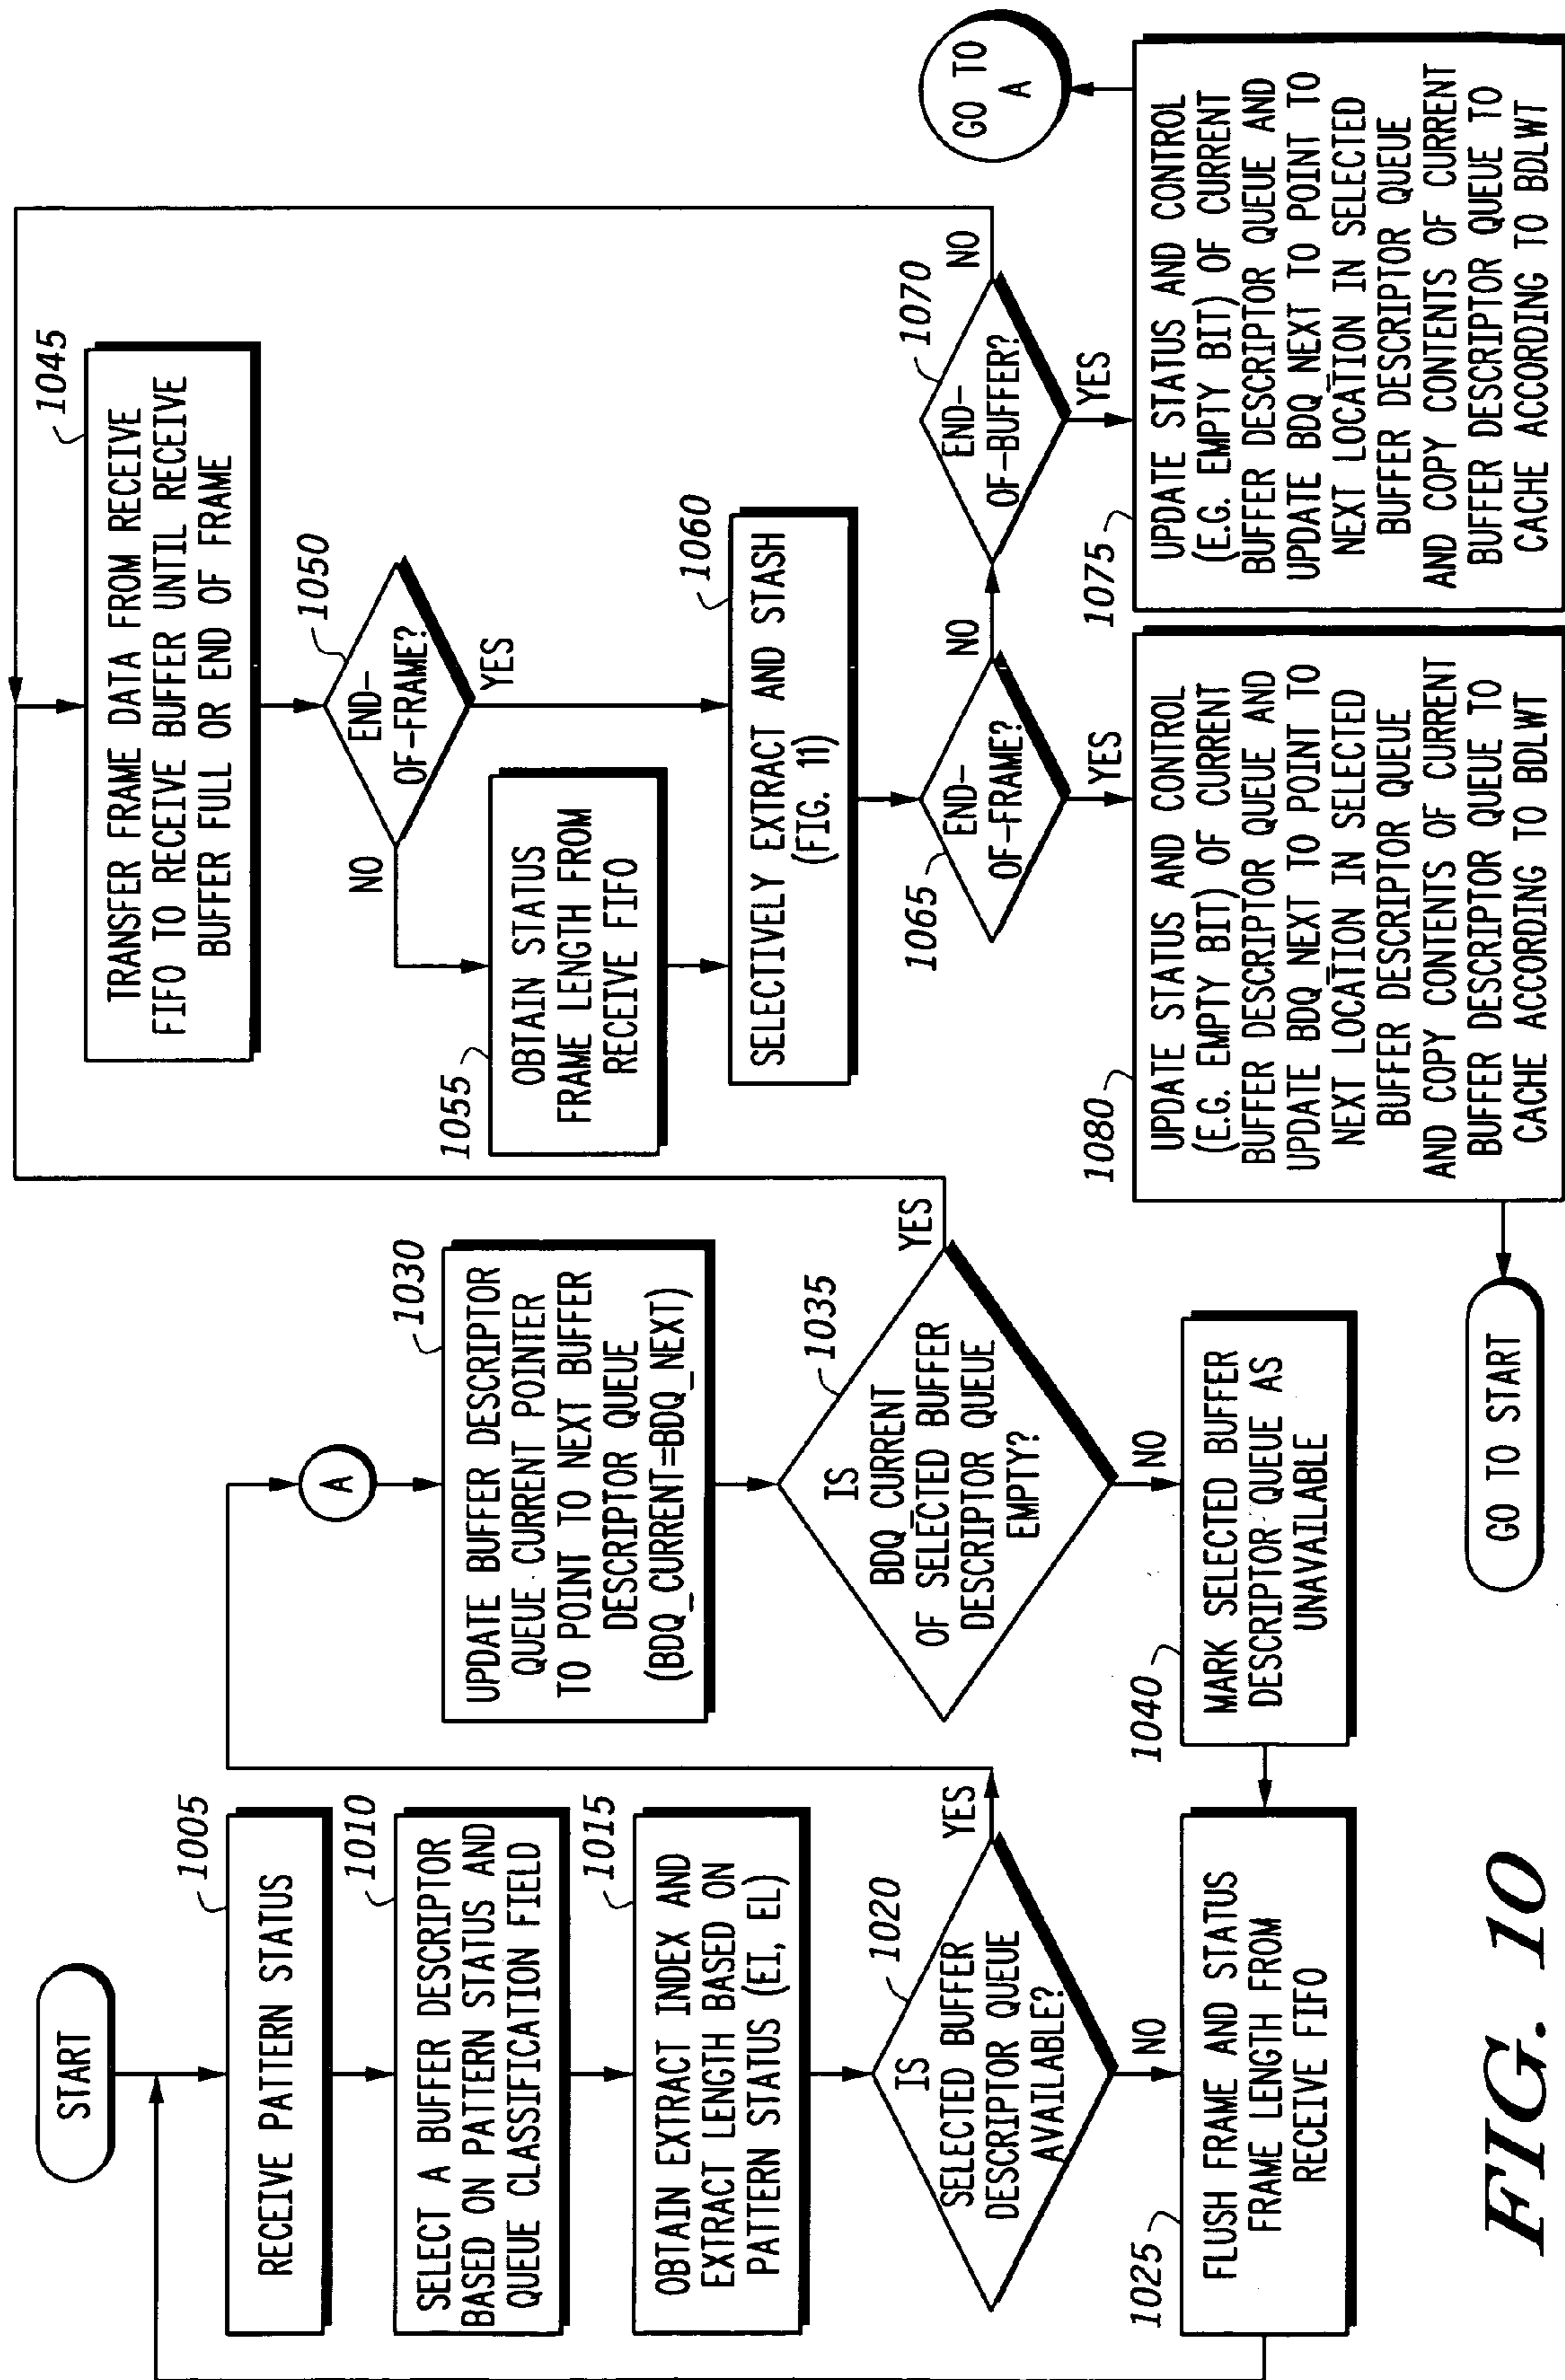 START
1005
RECEIVE PATTERN STATUS
1010
SELECT A BUFFER DESCRIPTOR
BASED ON PATTERN STATUS AND
QUEUE CLASSIFICATION FIELD
1015
OBTAIN EXTRACT INDEX AND
EXTRACT LENGTH BASED ON
PATTERN STATUS (EI, EL)
1020
IS
SELECTED BUFFER
DESCRIPTOR QUEUE
AVAILABLE?
YES
NO
1025
FLUSH FRAME AND STATUS
FRAME LENGTH FROM
RECEIVE FIFO
A
1030
UPDATE BUFFER DESCRIPTOR
QUEUE CURRENT POINTER
TO POINT TO NEXT BUFFER
DESCRIPTOR QUEUE
(BDQ_CURRENT=BDQ_NEXT)
1035
IS
BDQ_CURRENT
OF SELECTED BUFFER
DESCRIPTOR QUEUE
EMPTY?
YES
NO
1040
MARK SELECTED BUFFER
DESCRIPTOR QUEUE AS
UNAVAILABLE
1045
TRANSFER FRAME DATA FROM RECEIVE
FIFO TO RECEIVE BUFFER UNTIL RECEIVE
BUFFER FULL OR END OF FRAME
1050
END-
OF-FRAME?
NO
YES
1055
OBTAIN STATUS
FRAME LENGTH FROM
RECEIVE FIFO
1060
SELECTIVELY EXTRACT AND STASH
(FIG. 11)
1065
END-
OF-FRAME?
NO
YES
1070
END-
OF-BUFFER?
NO
YES
1075
UPDATE STATUS AND CONTROL
(E.G. EMPTY BIT) OF CURRENT
BUFFER DESCRIPTOR QUEUE AND
UPDATE BDQ_NEXT TO POINT TO
NEXT LOCATION IN SELECTED
BUFFER DESCRIPTOR QUEUE
AND COPY CONTENTS OF CURRENT
BUFFER DESCRIPTOR QUEUE TO
CACHE ACCORDING TO BDLWT
GO TO
A
1080
UPDATE STATUS AND CONTROL
(E.G. EMPTY BIT) OF CURRENT
BUFFER DESCRIPTOR QUEUE AND
UPDATE BDQ_NEXT TO POINT TO
NEXT LOCATION IN SELECTED
BUFFER DESCRIPTOR QUEUE
AND COPY CONTENTS OF CURRENT
BUFFER DESCRIPTOR QUEUE TO
CACHE ACCORDING TO BDLWT
GO TO START
FIG. 10